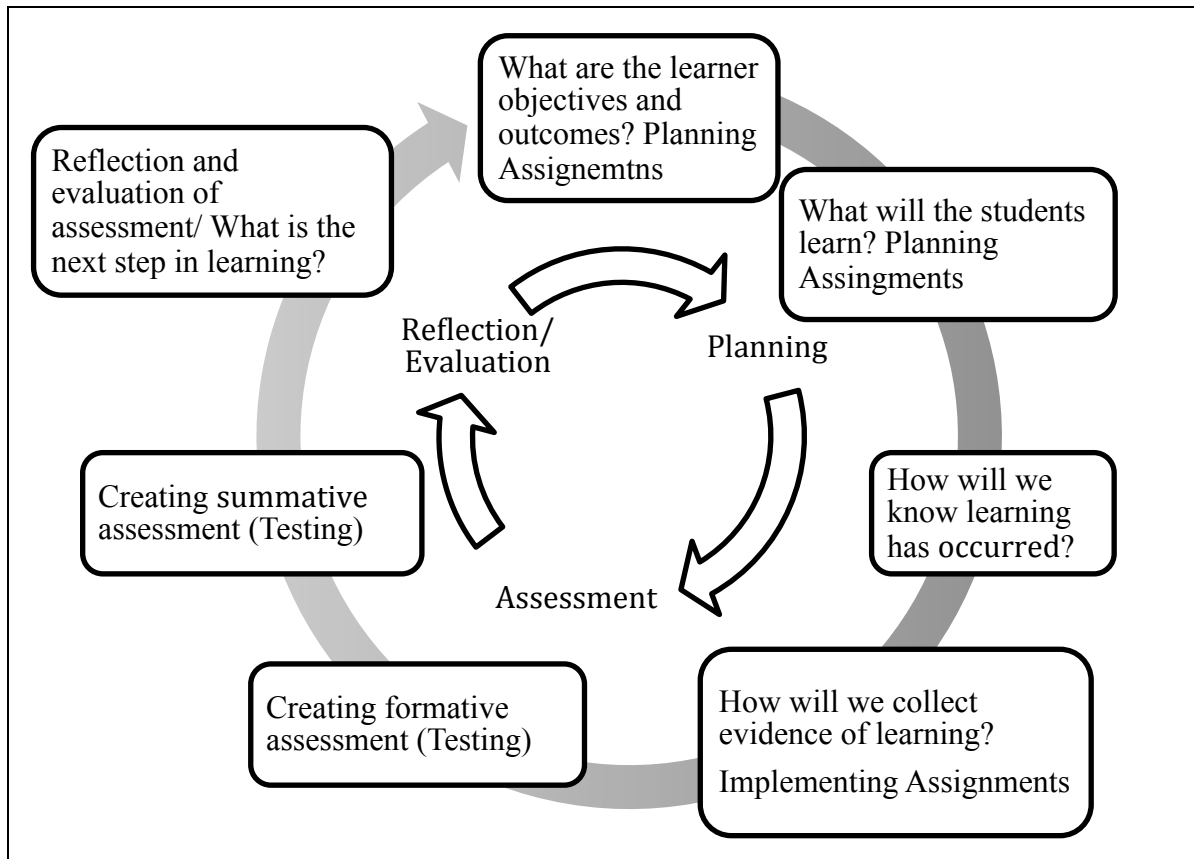 What are the learner
objectives and
outcomes? Planning
Assignemtns
What will the students
learn? Planning
Assingments
How will we
know learning
has occurred?
How will we collect
evidence of learning?
Implementing Assignments
Creating formative
assessment (Testing)
Creating summative
assessment (Testing)
Reflection and
evaluation of
assessment/ What is the
next step in learning?
Reflection/
Evaluation
Planning
Assessment